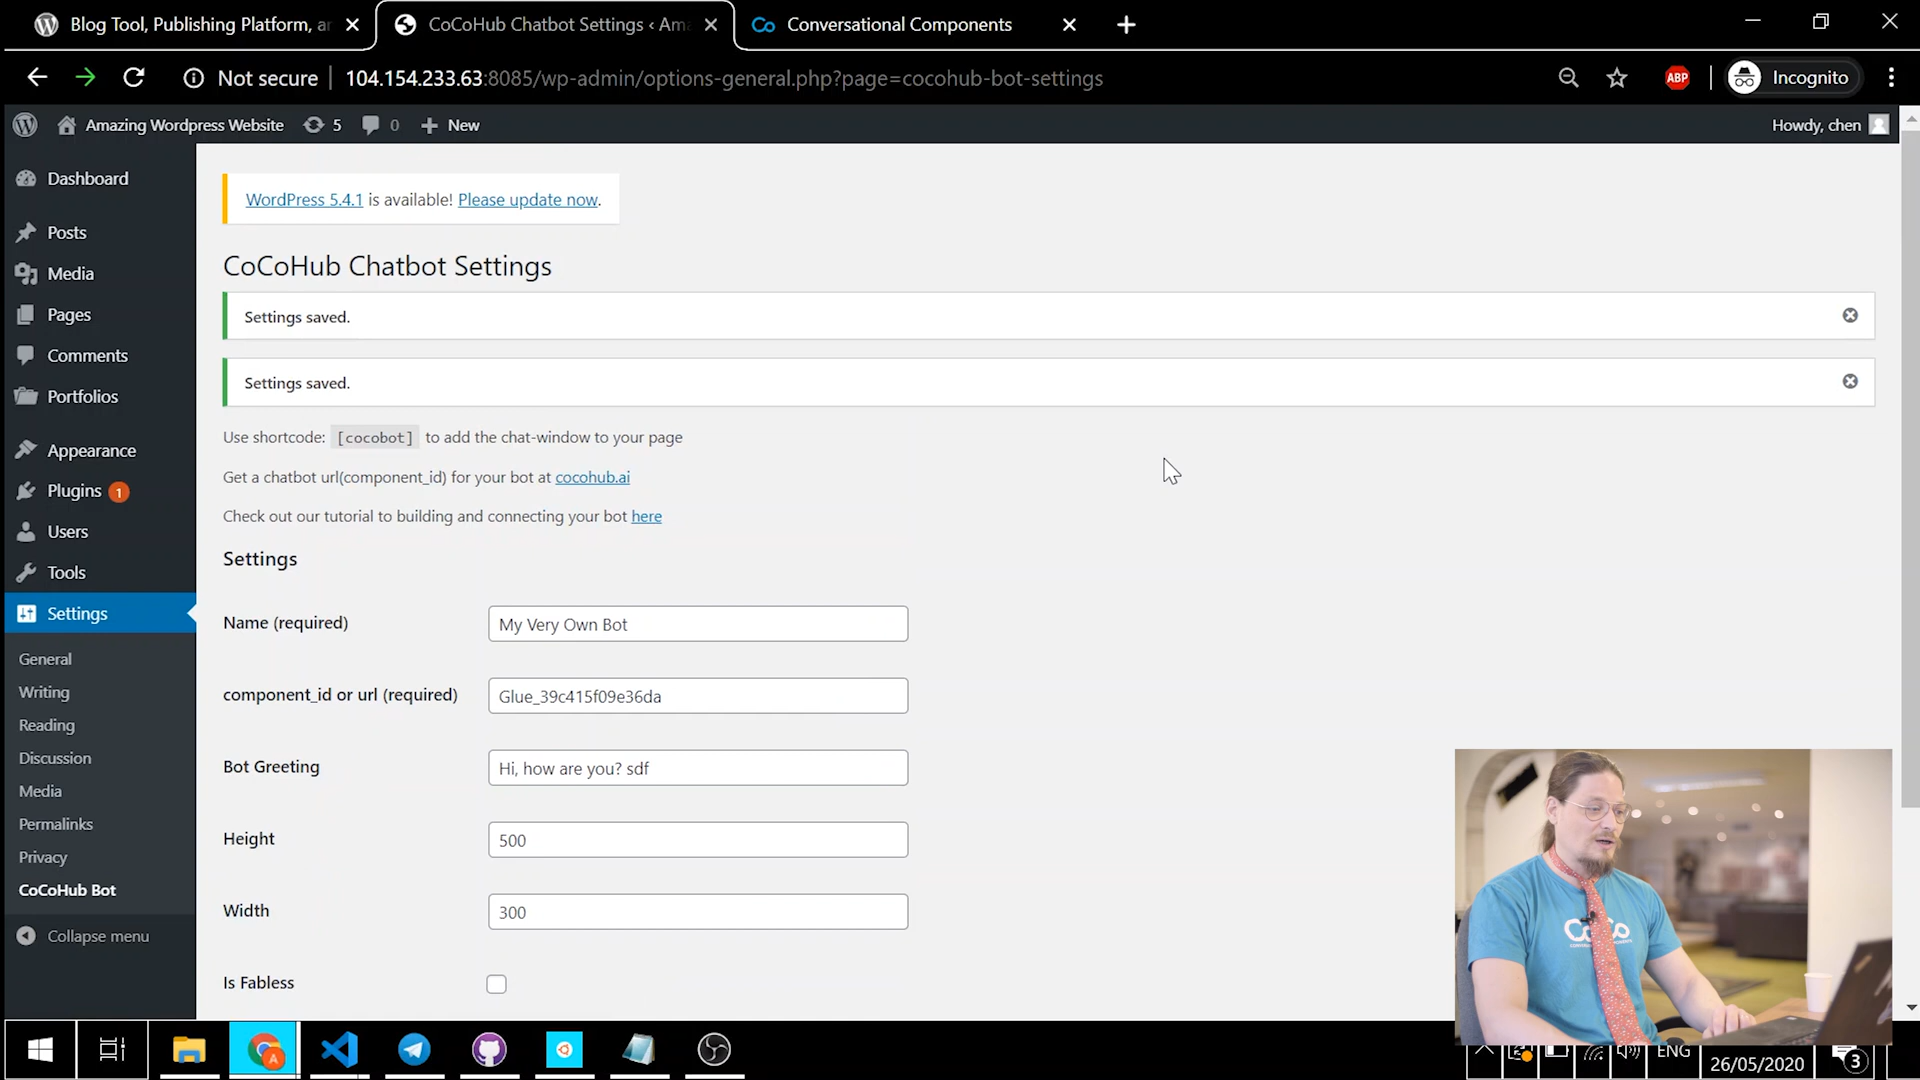 Blog Tool, Publishing Platform, ar
CoCoHub Chatbot Settings ‹ Ama
Conversational Components
Not secure
104.154.233.63:8085/wp-admin/options-general.php?page=cocohub-bot-settings
ABP
Incognito
Amazing Wordpress Website
5
0
New
Howdy, chen
Dashboard
Posts
Media
Pages
Comments
Portfolios
Appearance
Plugins 1
Users
Tools
Settings
General
Writing
Reading
Discussion
Media
Permalinks
Privacy
CoCoHub Bot
Collapse menu
WordPress 5.4.1 is available! Please update now.
CoCoHub Chatbot Settings
Settings saved.
Settings saved.
Use shortcode: [cocobot] to add the chat-window to your page
Get a chatbot url(component_id) for your bot at cocohub.ai
Check out our tutorial to building and connecting your bot here
Settings
Name (required)
My Very Own Bot
component_id or url (required)
Glue_39c415f09e36da
Bot Greeting
Hi, how are you? sdf
Height
500
Width
300
Is Fabless
CoCo
A
ENG
26/05/2020
3